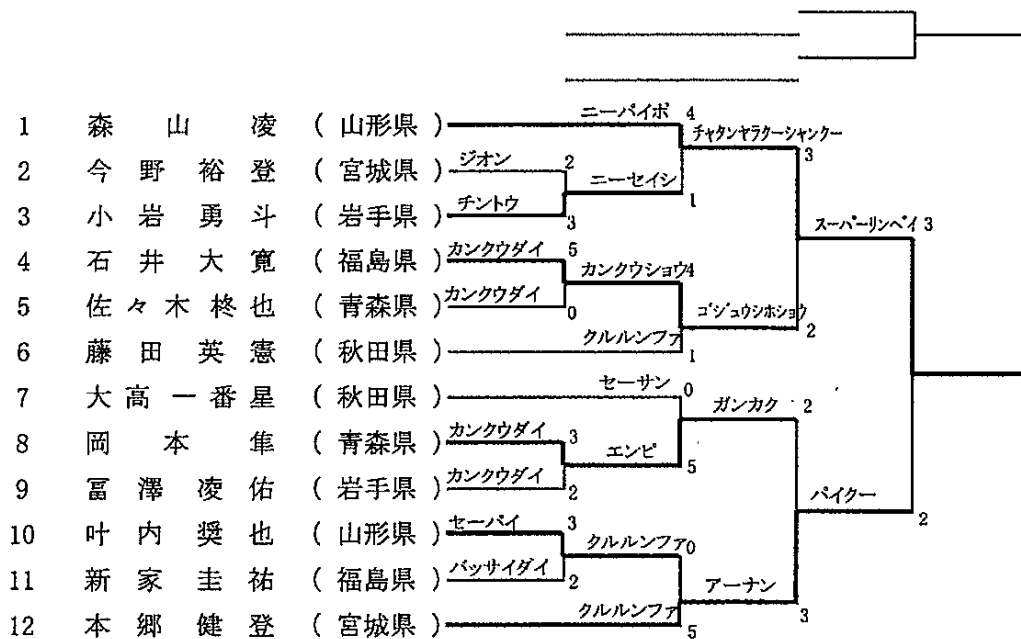 ニーパイポ 4
1 森山 凌 ( 山形県 )
チャタンヤラクーシャンクー 3
2 今野 裕登 ( 宮城県 ) ジオン 2
ニーセイシ 1
3 小岩 勇斗 ( 岩手県 ) チントウ 3
スーパーリンペイ 3
4 石井 大寛 ( 福島県 ) カンクウダイ 5
カンクウショウ 4
5 佐々木 柊也 ( 青森県 ) カンクウダイ 0
ゴジュウシホショウ 2
6 藤田 英憲 ( 秋田県 ) クルルンファ 1
7 大高 一番星 ( 秋田県 ) セーサン 0
ガンカク 2
8 岡本 隼 ( 青森県 ) カンクウダイ 3
エンピ 5
9 冨澤 凌佑 ( 岩手県 ) カンクウダイ 2
パイクー 2
10 叶内 奨也 ( 山形県 ) セーパイ 3
クルルンファ 0
11 新家 圭祐 ( 福島県 ) バッサイダイ 2
アーナン 3
12 本郷 健登 ( 宮城県 ) クルルンファ 5